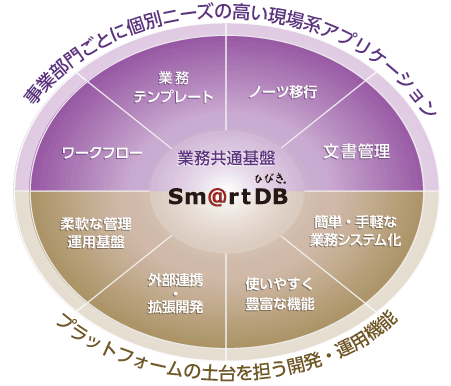 事業部門ごとに個別ニーズの高い現場系アプリケーション
業務
テンプレート
ノーツ移行
ワークフロー
業務共通基盤
文書管理
ひびき
Sm@rtDB
柔軟な管理
運用基盤
簡単・手軽な
業務システム化
外部連携
・
拡張開発
使いやすく
豊富な機能
プラットフォームの土台を担う開発・運用機能